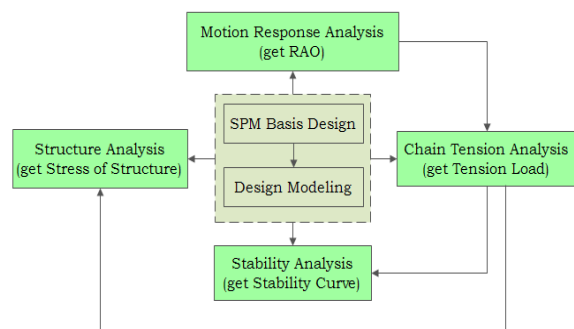 Motion Response Analysis
(get RAO)
SPM Basis Design
Structure Analysis
(get Stress of Structure)
Chain Tension Analysis
(get Tension Load)
Design Modeling
Stability Analysis
(get Stability Curve)